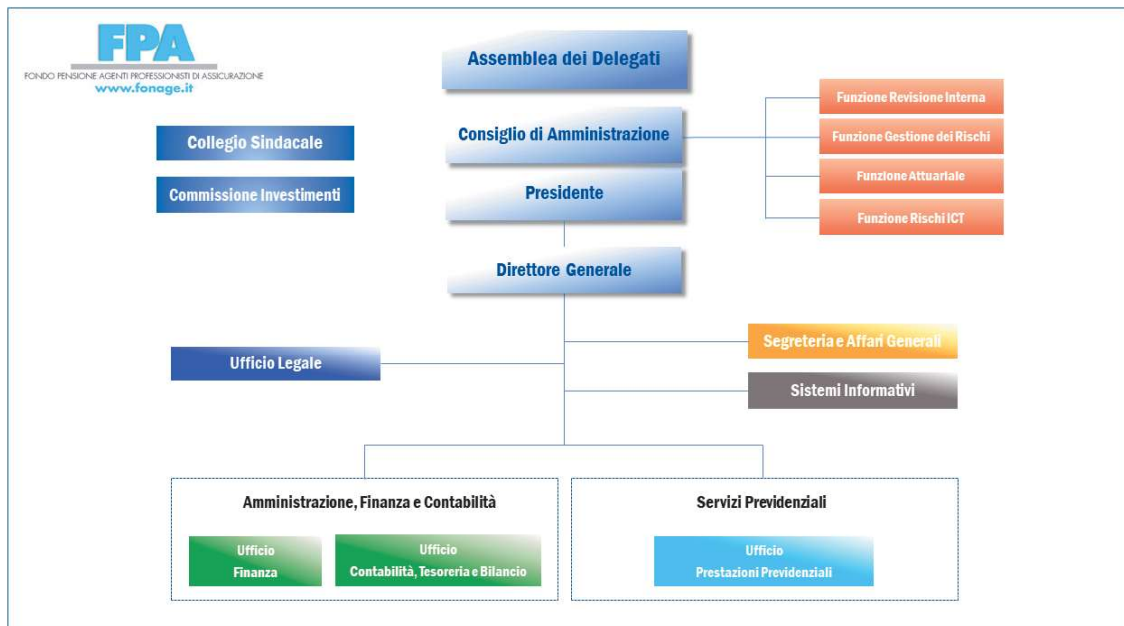 FPA
FONDO PENSIONE AGENTI PROFESSIONISTI DI ASSICURAZIONE
www.fonage.it
Assemblea dei Delegati
Consiglio di Amministrazione
Presidente
Direttore Generale
Collegio Sindacale
Commissione Investimenti
Funzione Revisione Interna
Funzione Gestione dei Rischi
Funzione Attuariale
Funzione Rischi ICT
Ufficio Legale
Segreteria e Affari Generali
Sistemi Informativi
Amministrazione, Finanza e Contabilità
Ufficio
Finanza
Ufficio
Contabilità, Tesoreria e Bilancio
Servizi Previdenziali
Ufficio
Prestazioni Previdenziali